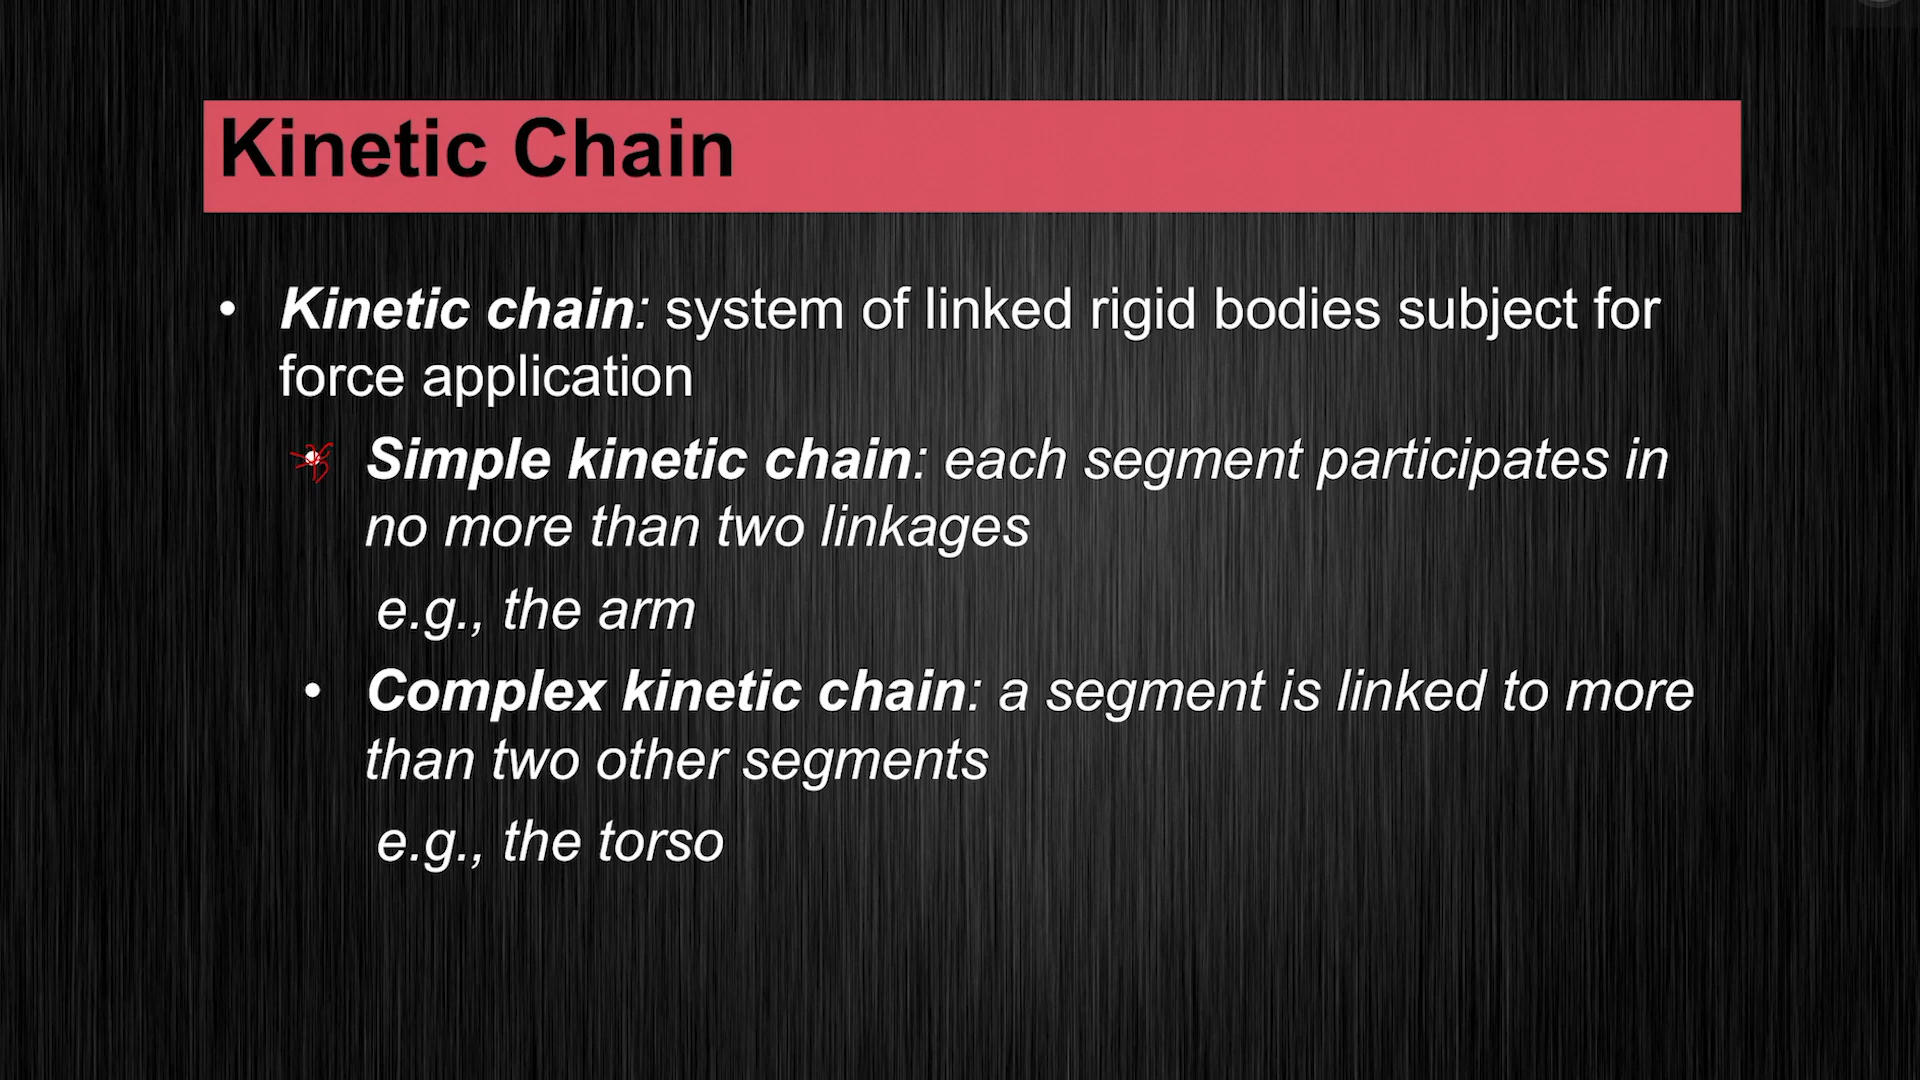 Kinetic Chain
• Kinetic chain: system of linked rigid bodies subject for
force application
• Simple kinetic chain: each segment participates in
no more than two linkages
e.g., the arm
• Complex kinetic chain: a segment is linked to more
than two other segments
e.g., the torso